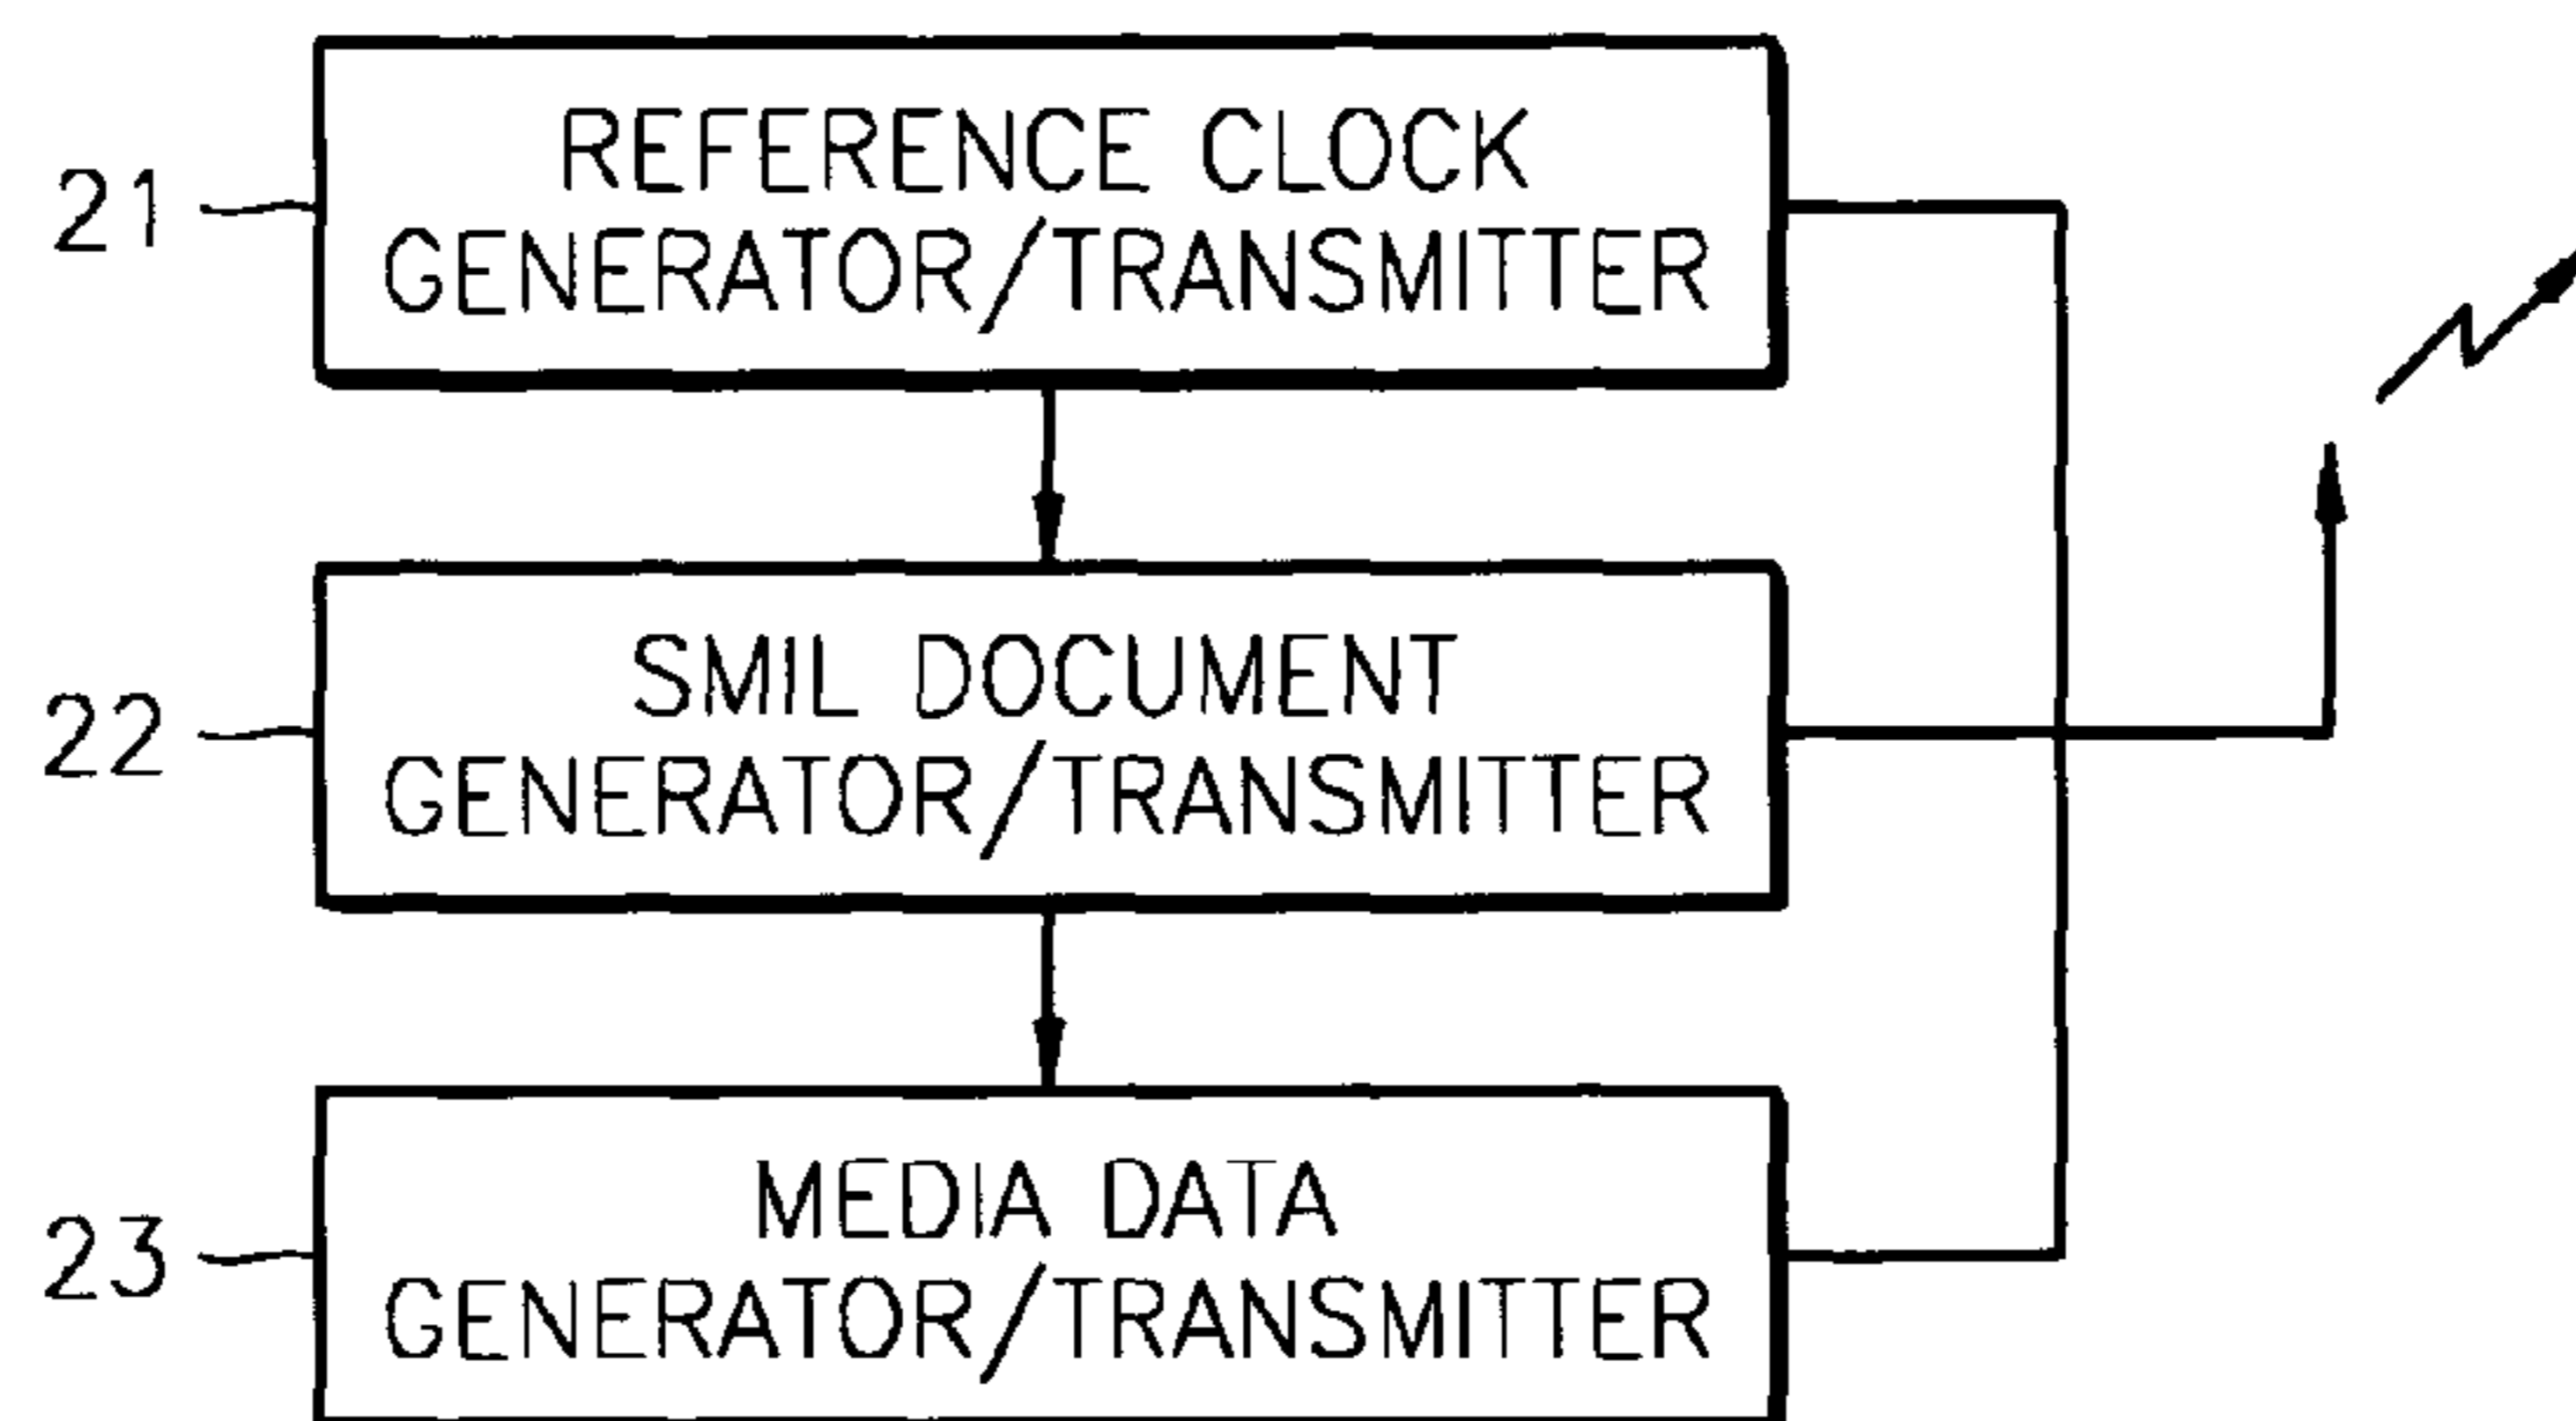 21
REFERENCE CLOCK
GENERATOR/TRANSMITTER
22
SMIL DOCUMENT
GENERATOR/TRANSMITTER
23
MEDIA DATA
GENERATOR/TRANSMITTER